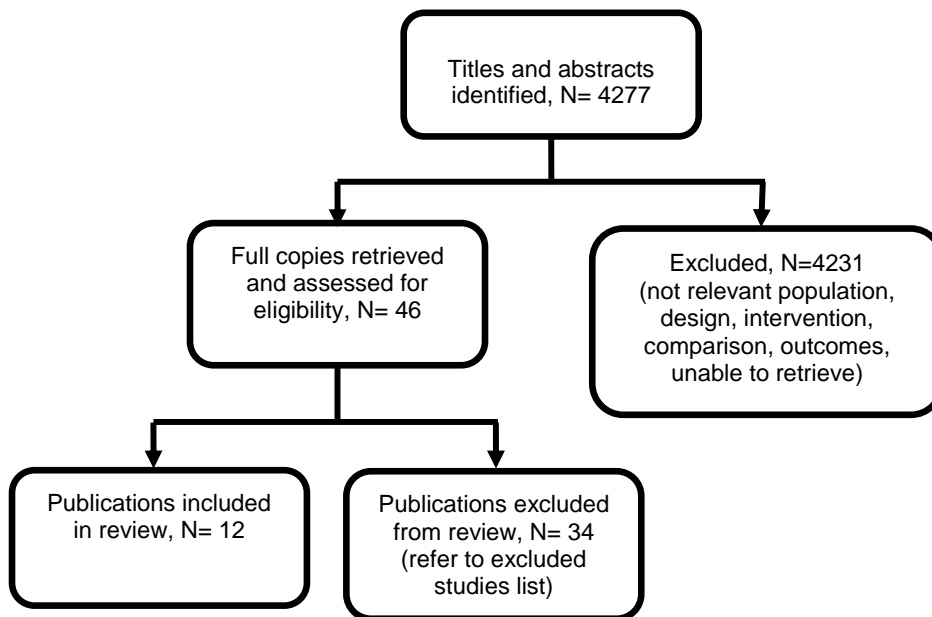 Titles and abstracts
identified, N= 4277
Full copies retrieved
and assessed for
eligibility, N= 46
Excluded, N=4231
(not relevant population,
design, intervention,
comparison, outcomes,
unable to retrieve)
Publications included
in review, N= 12
Publications excluded
from review, N= 34
(refer to excluded
studies list)